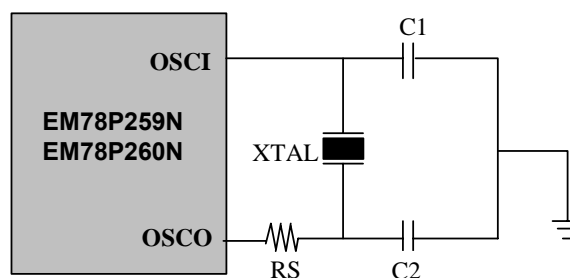 C1
OSCI
EM78P259N
EM78P260N
XTAL
OSCO
RS
C2